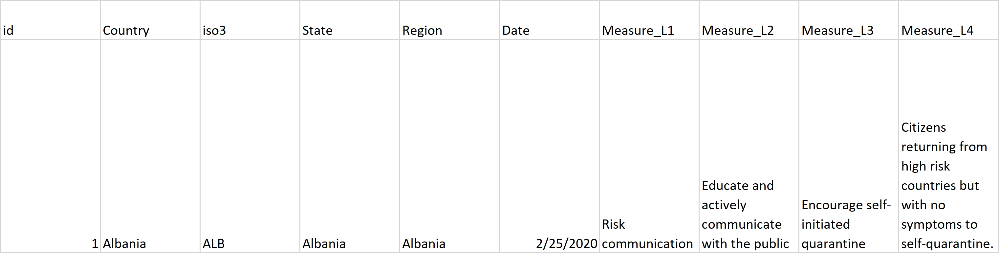 id Country iso3 State Region Date Measure_L1 Measure_L2 Measure_L3 Measure_L4
1 Albania ALB Albania Albania 2/25/2020
Risk
communication
Educate and
actively
communicate
with the public
Encourage self-
initiated
quarantine
Citizens
returning from
high risk
countries but
with no
symptoms to
self-quarantine.